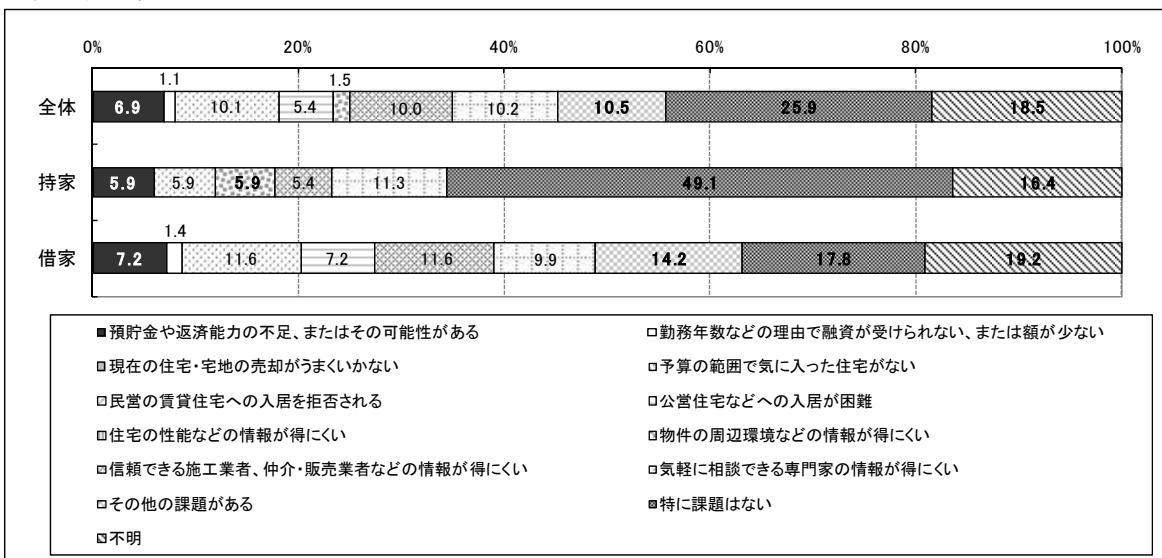 0% 20% 40% 60% 80% 100%
1.1 1.5
全体 6.9 10.1 5.4 10.0 10.2 10.5 25.9 18.5
持家 5.9 5.9 5.9 5.4 11.3 49.1 16.4
1.4
借家 7.2 11.6 7.2 11.6 9.9 14.2 17.8 19.2
預貯金や返済能力の不足、またはその可能性がある 勤務年数などの理由で融資が受けられない、または額が少ない
現在の住宅・宅地の売却がうまくいかない 予算の範囲で気に入った住宅がない
民営の賃貸住宅への入居を拒否される 公営住宅などへの入居が困難
住宅の性能などの情報が得にくい 物件の周辺環境などの情報が得にくい
信頼できる施工業者、仲介・販売業者などの情報が得にくい 気軽に相談できる専門家の情報が得にくい
その他の課題がある 特に課題はない
不明